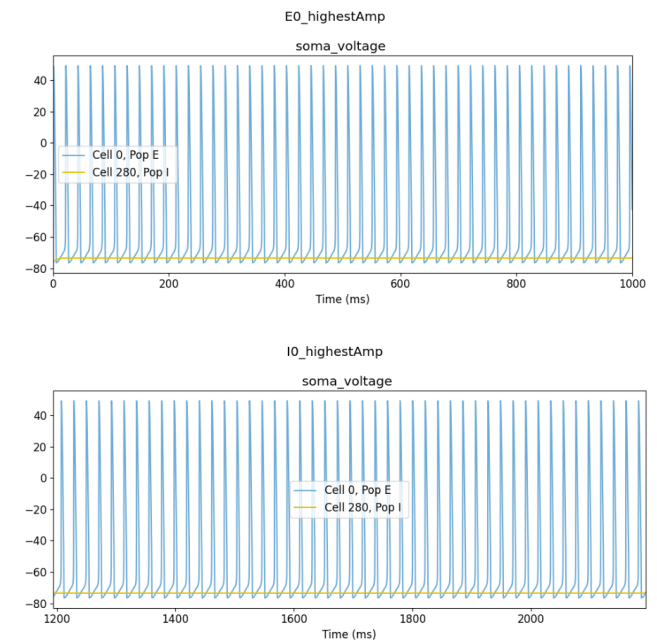 E0_highestAmp
soma_voltage
40
20
0
−20
−40
−60
−80
Cell 0, Pop E
Cell 280, Pop I
0 200 400 600 800 1000
Time (ms)
I0_highestAmp
soma_voltage
40
20
0
−20
−40
−60
−80
Cell 0, Pop E
Cell 280, Pop I
1200 1400 1600 1800 2000
Time (ms)